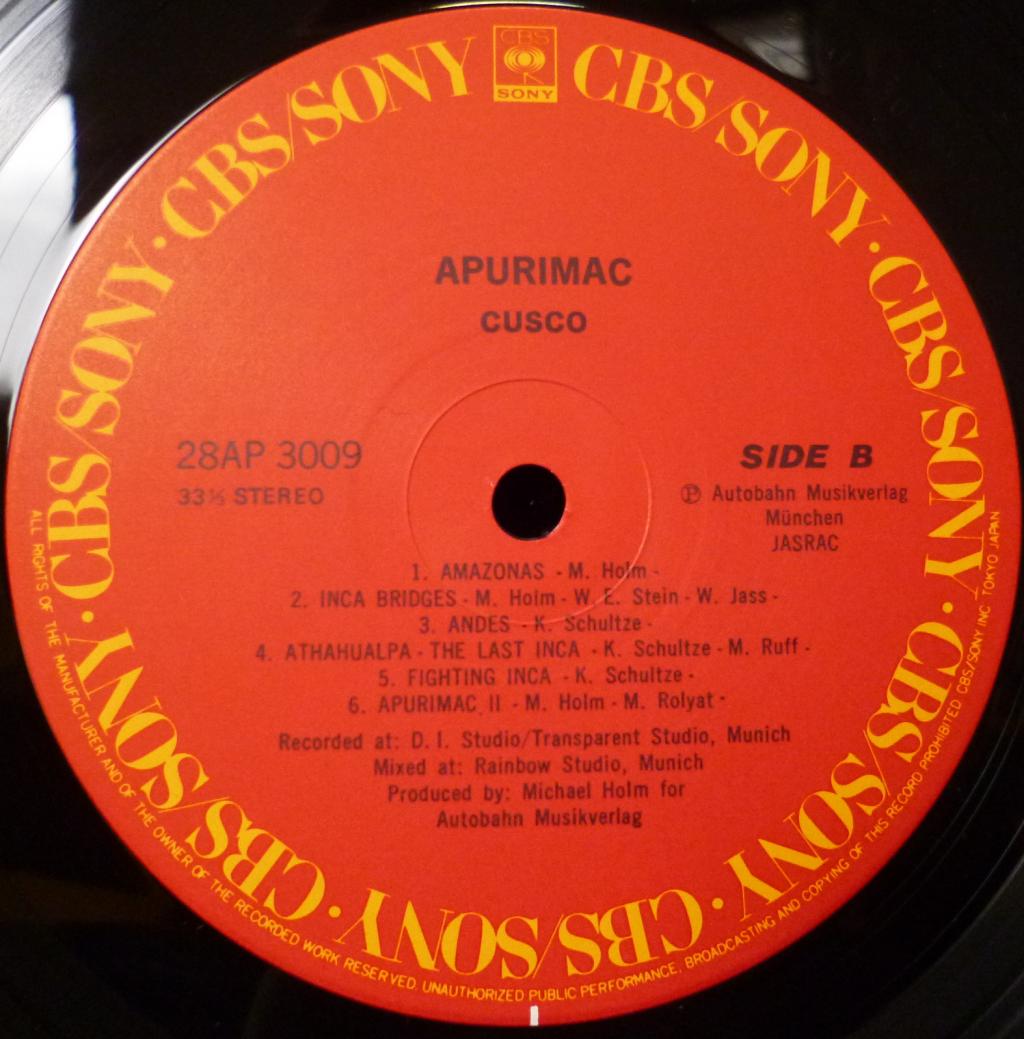 CBS
SONY
CBS/SONY · CBS/SONY · CBS/SONY · CBS/SONY · CBS/SONY · CBS/SONY · CBS/SONY · CBS/SONY · CBS/SONY · CBS/SONY
APURIMAC
CUSCO
28AP 3009
33⅓ STEREO
SIDE B
Ⓟ Autobahn Musikverlag
München
JASRAC
1. AMAZONAS - M. Holm -
2. INCA BRIDGES - M. Holm - W. E. Stein - W. Jass -
3. ANDES - K. Schultze -
4. ATHAHUALPA - THE LAST INCA - K. Schultze - M. Ruff -
5. FIGHTING INCA - K. Schultze -
6. APURIMAC II - M. Holm - M. Rolyat -
Recorded at: D. I. Studio/Transparent Studio, Munich
Mixed at: Rainbow Studio, Munich
Produced by: Michael Holm for
Autobahn Musikverlag
ALL RIGHTS OF THE MANUFACTURER AND OF THE OWNER OF THE RECORDED WORK RESERVED. UNAUTHORIZED PUBLIC PERFORMANCE, BROADCASTING AND COPYING OF THIS RECORD PROHIBITED CBS/SONY INC. TOKYO JAPAN